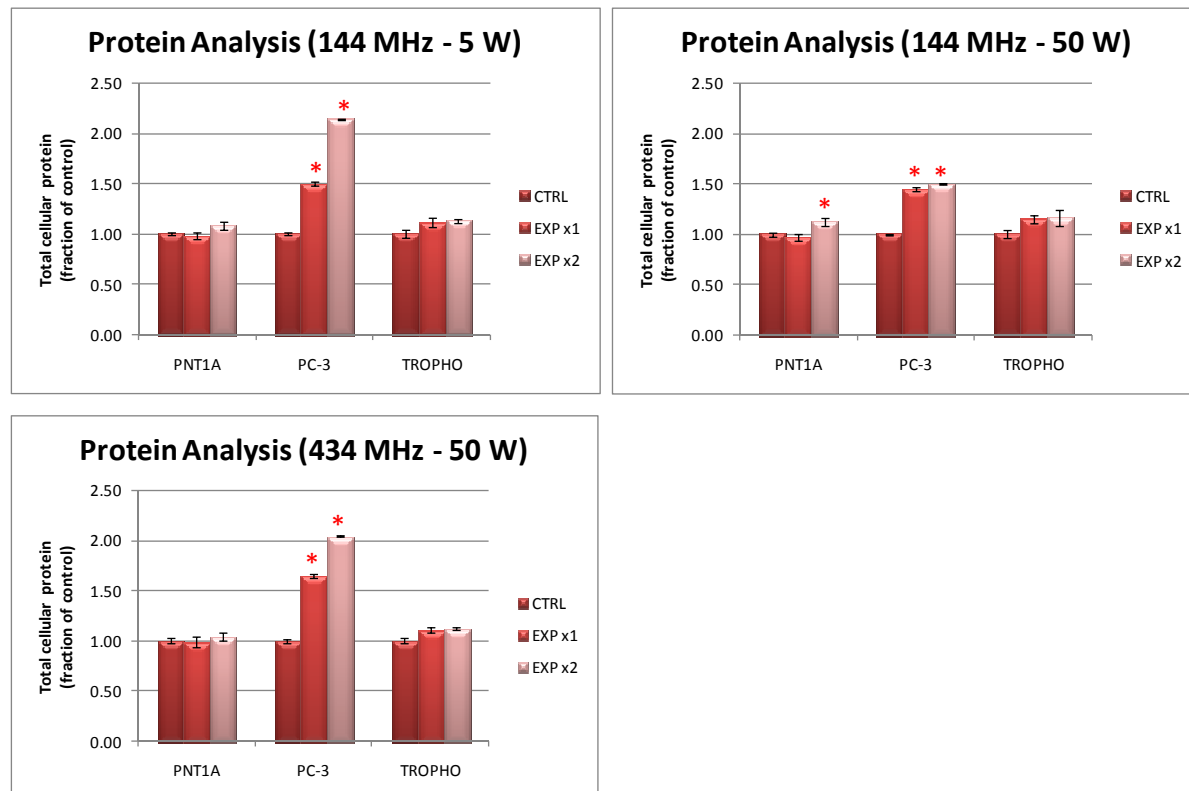 Protein Analysis (144 MHz - 5 W)
Total cellular protein
(fraction of control)
2.50
2.00
1.50
1.00
0.50
0.00
*
*
PNT1A PC-3 TROPHO
CTRL
EXP x1
EXP x2
Protein Analysis (144 MHz - 50 W)
Total cellular protein
(fraction of control)
2.50
2.00
1.50
1.00
0.50
0.00
* * *
PNT1A PC-3 TROPHO
CTRL
EXP x1
EXP x2
Protein Analysis (434 MHz - 50 W)
Total cellular protein
(fraction of control)
2.50
2.00
1.50
1.00
0.50
0.00
*
*
PNT1A PC-3 TROPHO
CTRL
EXP x1
EXP x2